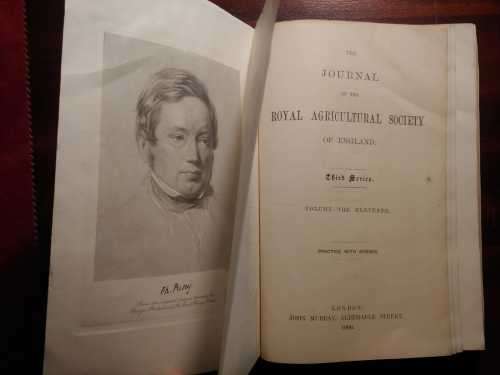 Ph. Pusey
THE
JOURNAL
OF THE
ROYAL AGRICULTURAL SOCIETY
OF ENGLAND.
Third Series.
VOLUME THE ELEVENTH.
PRACTICE WITH SCIENCE.
LONDON:
JOHN MURRAY, ALBEMARLE STREET.
1900.